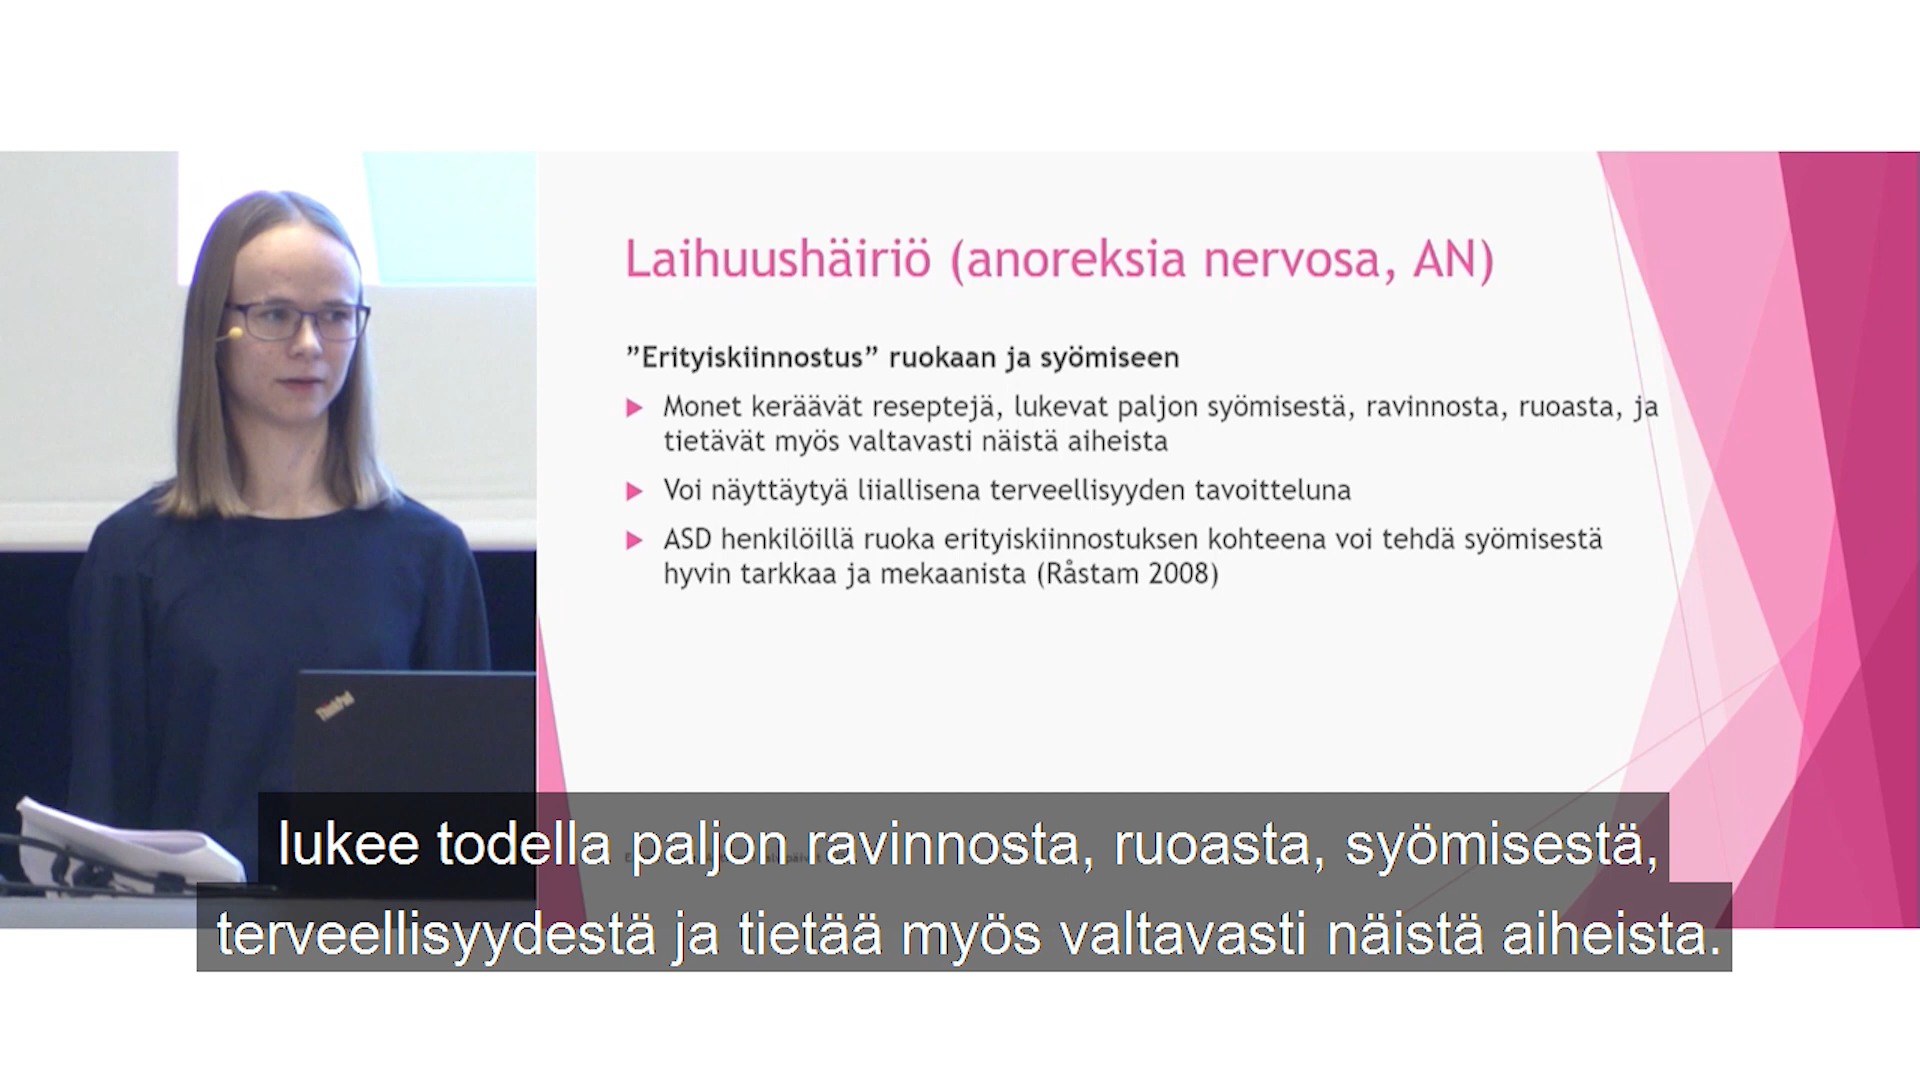 Laihuushäiriö (anoreksia nervosa, AN)
”Erityiskiinnostus” ruokaan ja syömiseen
Monet keräävät reseptejä, lukevat paljon syömisestä, ravinnosta, ruoasta, ja
tietävät myös valtavasti näistä aiheista
Voi näyttäytyä liiallisena terveellisyyden tavoitteluna
ASD henkilöillä ruoka erityiskiinnostuksen kohteena voi tehdä syömisestä
hyvin tarkkaa ja mekaanista (Råstam 2008)
ThinkPad
lukee todella paljon ravinnosta, ruoasta, syömisestä,
terveellisyydestä ja tietää myös valtavasti näistä aiheista.